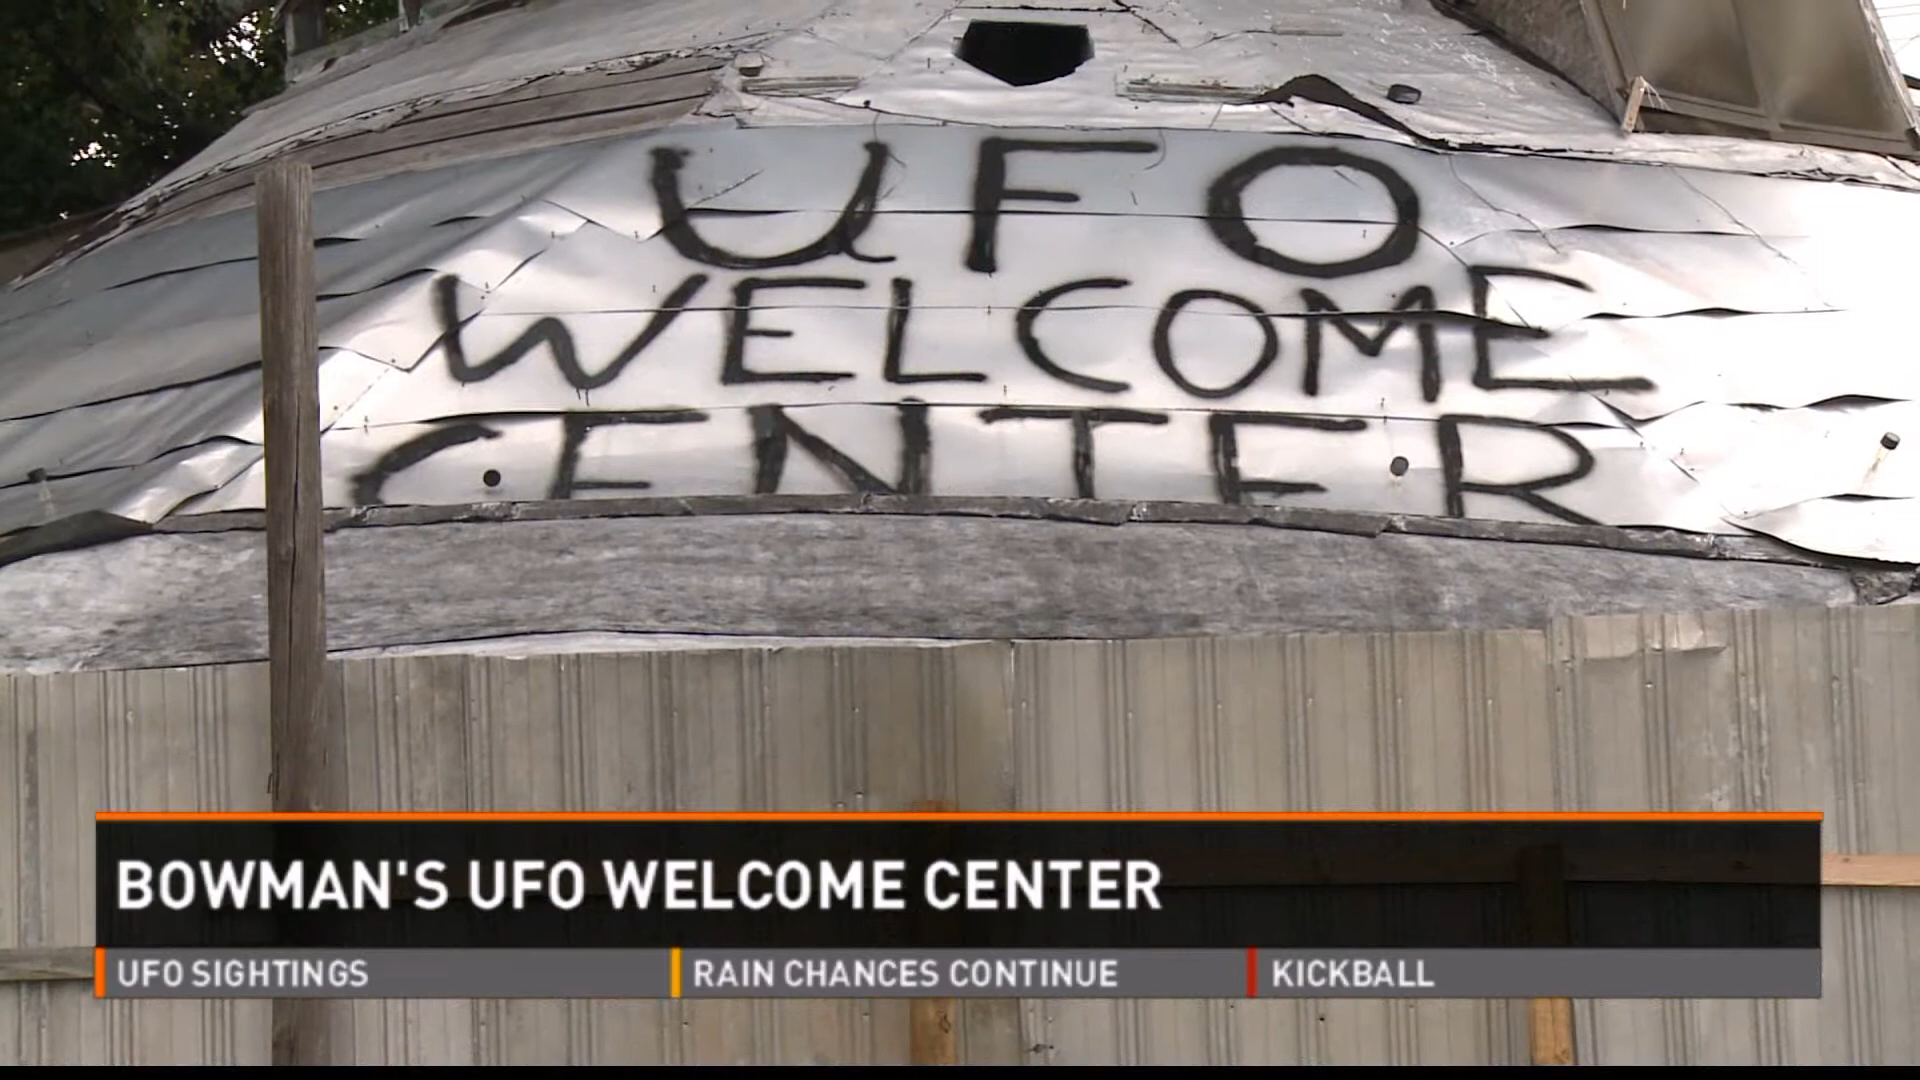 UFO
WELCOME
CENTER
BOWMAN'S UFO WELCOME CENTER
UFO SIGHTINGS
RAIN CHANCES CONTINUE
KICKBALL